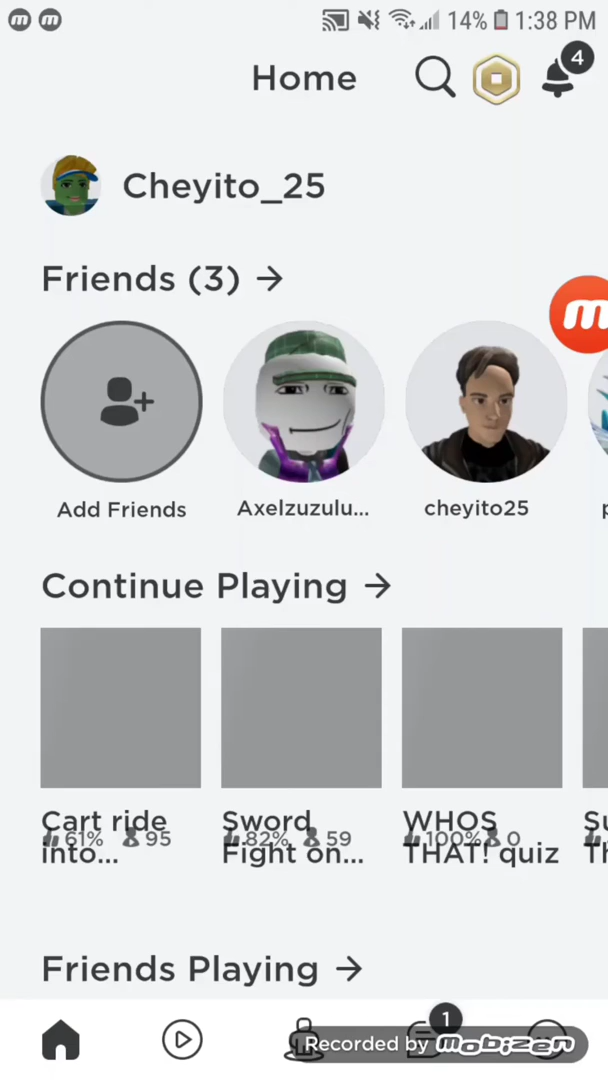 14% 1:38 PM
Home
4
Cheyito_25
Friends (3) →
Add Friends
Axelzuzulu...
cheyito25
Continue Playing →
Cart ride into...
61% 95
Sword Fight on...
82% 59
WHOS THAT! quiz
100% 0
Friends Playing →
1
Recorded by mobizen